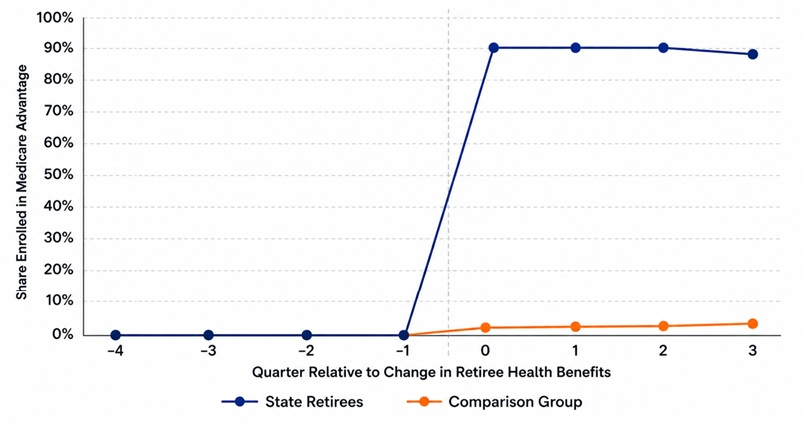 Share Enrolled in Medicare Advantage
100%
90%
80%
70%
60%
50%
40%
30%
20%
10%
0%
–4 –3 –2 –1 0 1 2 3
Quarter Relative to Change in Retiree Health Benefits
State Retirees Comparison Group